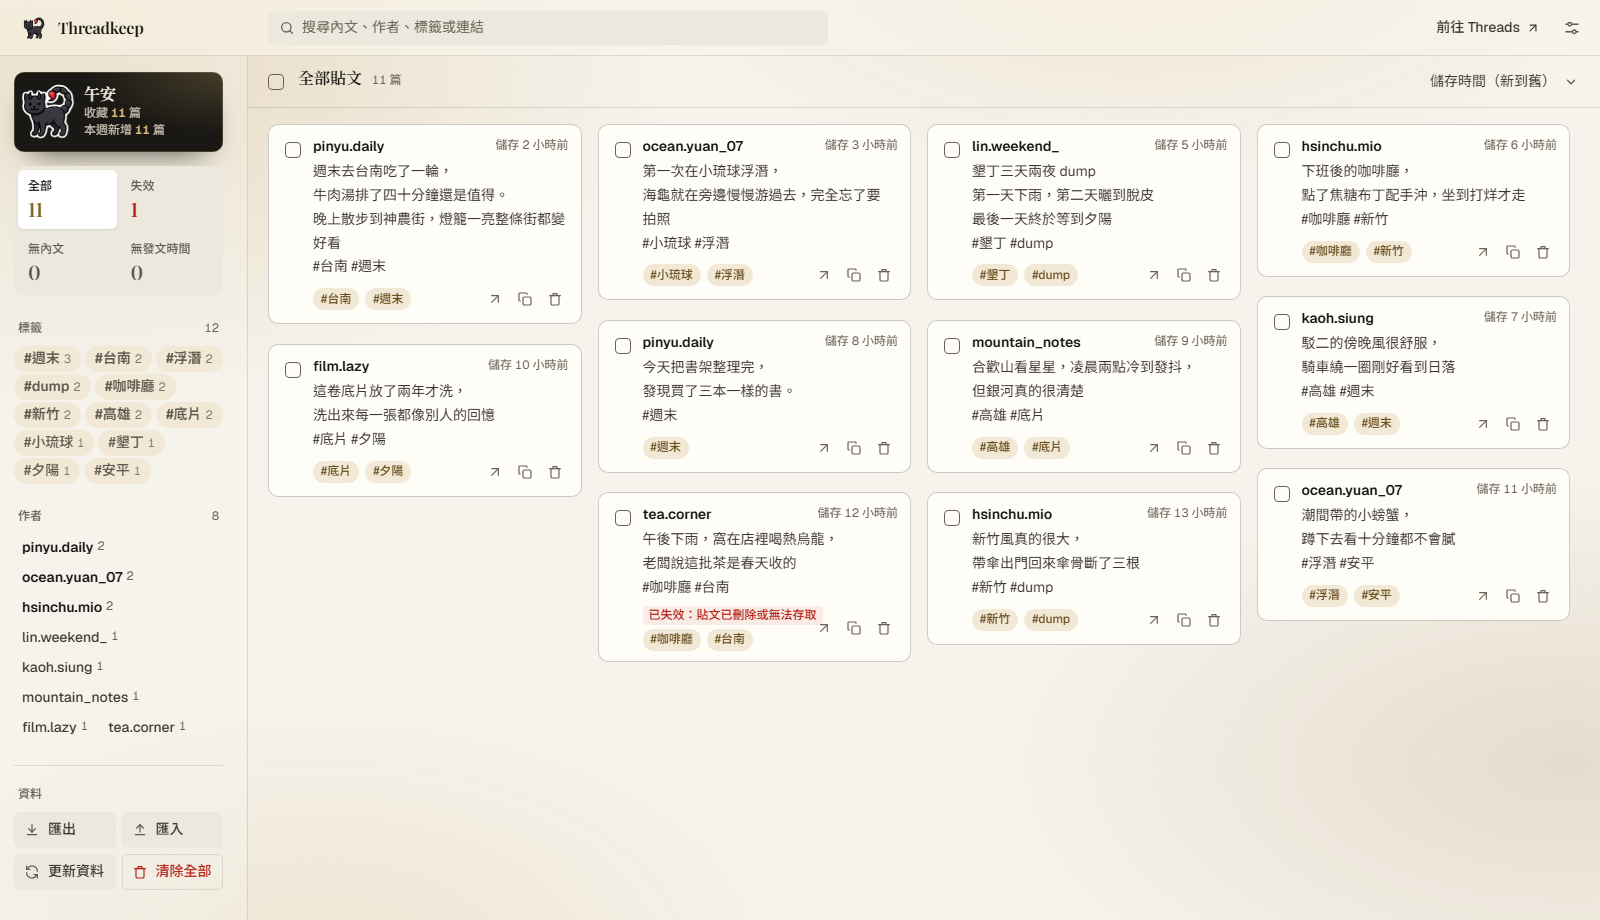 Threadkeep
搜尋內文、作者、標籤或連結
前往 Threads
午安
收藏 11 篇
本週新增 11 篇
全部
11
失效
1
無內文
0
無發文時間
0
標籤 12
#週末 3 #台南 2 #浮潛 2
#dump 2 #咖啡廳 2
#新竹 2 #高雄 2 #底片 2
#小琉球 1 #墾丁 1
#夕陽 1 #安平 1
作者 8
pinyu.daily 2
ocean.yuan_07 2
hsinchu.mio 2
lin.weekend_ 1
kaoh.siung 1
mountain_notes 1
film.lazy 1 tea.corner 1
資料
匯出 匯入
更新資料 清除全部
全部貼文 11 篇
儲存時間（新到舊）
pinyu.daily 儲存 2 小時前
週末去台南吃了一輪，
牛肉湯排了四十分鐘還是值得。
晚上散步到神農街，燈籠一亮整條街都變
好看
#台南 #週末
#台南 #週末
ocean.yuan_07 儲存 3 小時前
第一次在小琉球浮潛，
海龜就在旁邊慢慢游過去，完全忘了要
拍照
#小琉球 #浮潛
#小琉球 #浮潛
lin.weekend_ 儲存 5 小時前
墾丁三天兩夜 dump
第一天下雨，第二天曬到脫皮
最後一天終於等到夕陽
#墾丁 #dump
#墾丁 #dump
hsinchu.mio 儲存 6 小時前
下班後的咖啡廳，
點了焦糖布丁配手沖，坐到打烊才走
#咖啡廳 #新竹
#咖啡廳 #新竹
kaoh.siung 儲存 7 小時前
駁二的傍晚風很舒服，
騎車繞一圈剛好看到日落
#高雄 #週末
#高雄 #週末
pinyu.daily 儲存 8 小時前
今天把書架整理完，
發現買了三本一樣的書。
#週末
#週末
mountain_notes 儲存 9 小時前
合歡山看星星，凌晨兩點冷到發抖，
但銀河真的很清楚
#高雄 #底片
#高雄 #底片
film.lazy 儲存 10 小時前
這卷底片放了兩年才洗，
洗出來每一張都像別人的回憶
#底片 #夕陽
#底片 #夕陽
ocean.yuan_07 儲存 11 小時前
潮間帶的小螃蟹，
蹲下去看十分鐘都不會膩
#浮潛 #安平
#浮潛 #安平
tea.corner 儲存 12 小時前
午後下雨，窩在店裡喝熱烏龍，
老闆說這批茶是春天收的
#咖啡廳 #台南
已失效：貼文已刪除或無法存取
#咖啡廳 #台南
hsinchu.mio 儲存 13 小時前
新竹風真的很大，
帶傘出門回來傘骨斷了三根
#新竹 #dump
#新竹 #dump